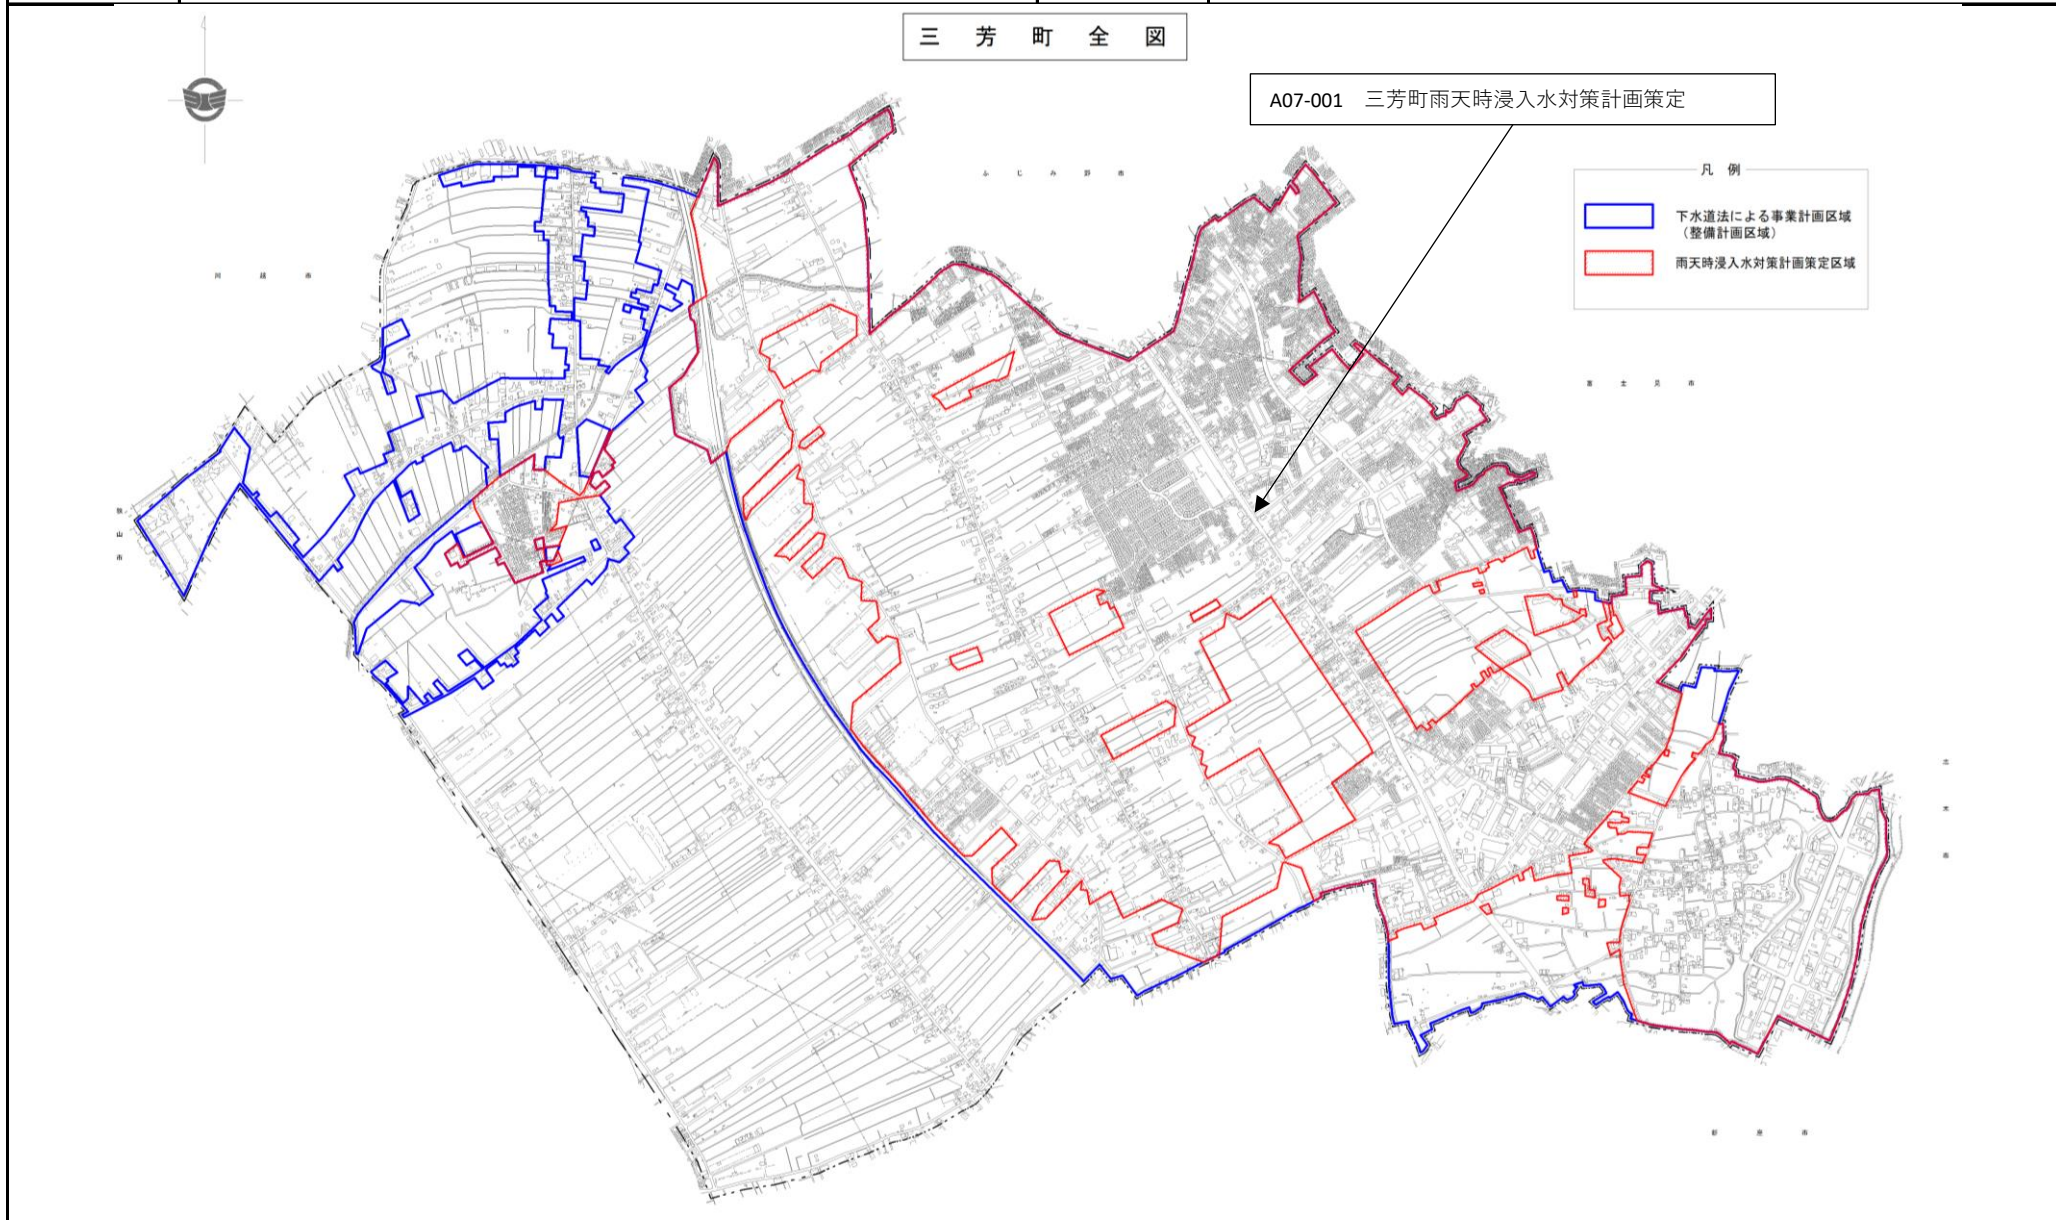 三芳町全図
A07-001 三芳町雨天時浸入水対策計画策定
ふじみ野市
凡例
下水道法による事業計画区域
（整備計画区域）
雨天時浸入水対策計画策定区域
川越市
富士見市
狭山市
志木市
新座市